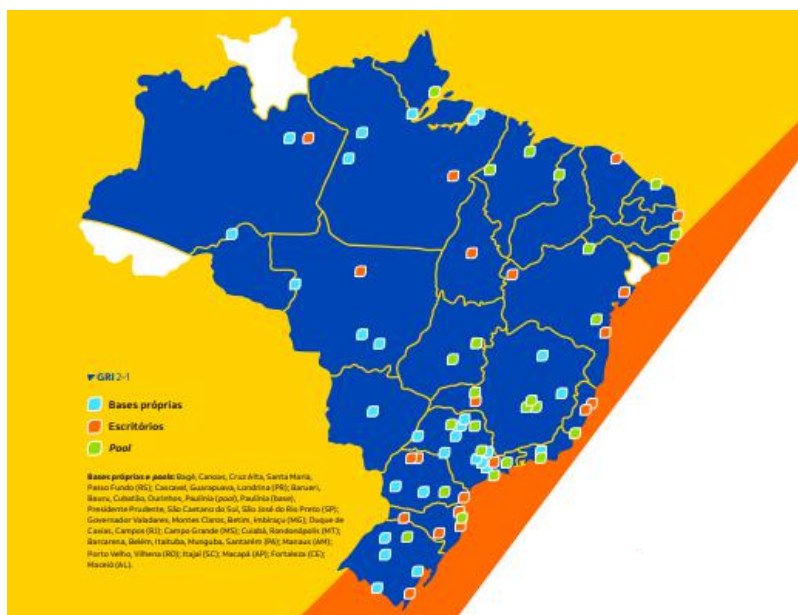 GRI 2-1
Bases próprias
Escritórios
Pool
Bases próprias e pools: Bagé, Canoas, Cruz Alta, Santa Maria,
Passo Fundo (RS); Cascavel, Guarapuava, Londrina (PR); Barueri,
Bauru, Cubatão, Ourinhos, Paulínia (pool), Paulínia (base),
Presidente Prudente, São Caetano do Sul, São José do Rio Preto (SP);
Governador Valadares, Montes Claros, Betim, Imbiruçu (MG); Duque de
Caxias, Campos (RJ); Campo Grande (MS); Cuiabá, Rondonópolis (MT);
Barcarena, Belém, Itaituba, Munguba, Santarém (PA); Manaus (AM);
Porto Velho, Vilhena (RO); Itajaí (SC); Macapá (AP); Fortaleza (CE);
Maceió (AL).